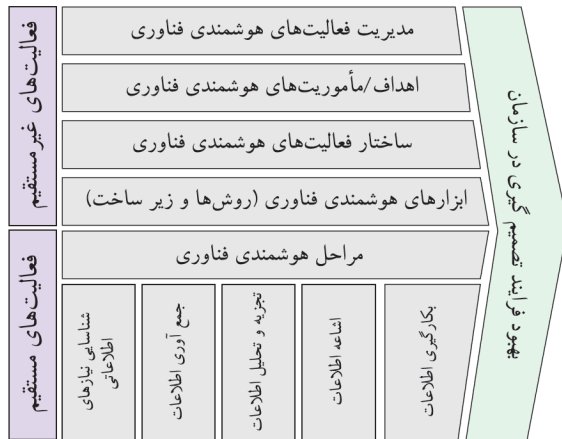 مدیریت فعالیت‌های هوشمندی فناوری
اهداف/مأموریت‌های هوشمندی فناوری
ساختار فعالیت‌های هوشمندی فناوری
ابزارهای هوشمندی فناوری (روش‌ها و زیر ساخت)
فعالیت‌های غیر مستقیم
مراحل هوشمندی فناوری
شناسایی نیازهای
اطلاعاتی
جمع آوری اطلاعات
تجزیه و تحلیل اطلاعات
اشاعه اطلاعات
بکارگیری اطلاعات
فعالیت‌های مستقیم
بهبود فرایند تصمیم گیری در سازمان